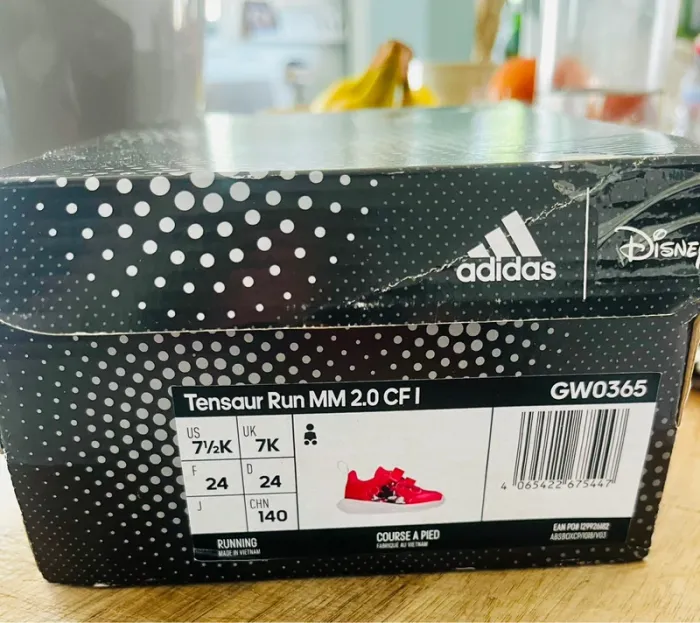 adidas
DISNEY
Tensaur Run MM 2.0 CF I
GW0365
US
7½K
UK
7K
F
24
D
24
J
CHN
140
4 065422 675447
RUNNING
MADE IN VIETNAM
COURSE A PIED
FABRIQUE AU VIETNAM